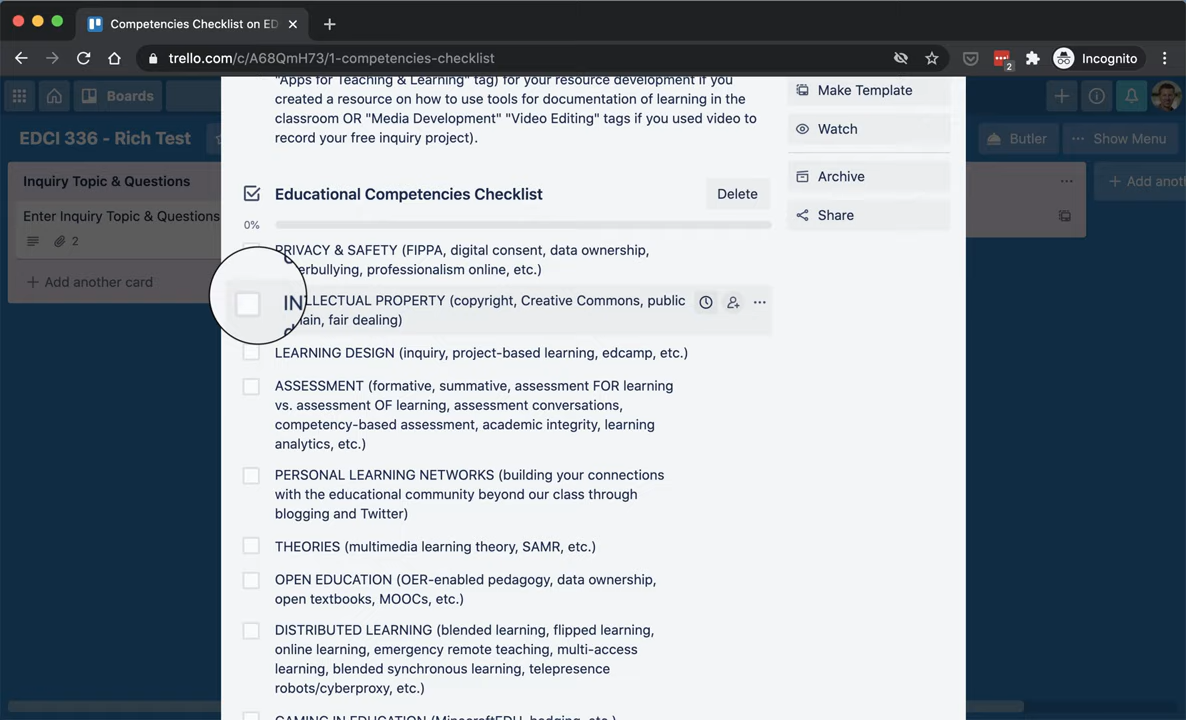 Competencies Checklist on ED
trello.com/c/A68QmH73/1-competencies-checklist
2
Incognito
Boards
EDCI 336 - Rich Test
Butler
Show Menu
Inquiry Topic & Questions
Enter Inquiry Topic & Questions
2
+ Add another card
+ Add anot
"Apps for Teaching & Learning" tag) for your resource development if you
created a resource on how to use tools for documentation of learning in the
classroom OR "Media Development" "Video Editing" tags if you used video to
record your free inquiry project).
Make Template
Watch
Archive
Share
Educational Competencies Checklist
Delete
0%
PRIVACY & SAFETY (FIPPA, digital consent, data ownership,
erbullying, professionalism online, etc.)
INLLECTUAL PROPERTY (copyright, Creative Commons, public
ain, fair dealing)
LEARNING DESIGN (inquiry, project-based learning, edcamp, etc.)
ASSESSMENT (formative, summative, assessment FOR learning
vs. assessment OF learning, assessment conversations,
competency-based assessment, academic integrity, learning
analytics, etc.)
PERSONAL LEARNING NETWORKS (building your connections
with the educational community beyond our class through
blogging and Twitter)
THEORIES (multimedia learning theory, SAMR, etc.)
OPEN EDUCATION (OER-enabled pedagogy, data ownership,
open textbooks, MOOCs, etc.)
DISTRIBUTED LEARNING (blended learning, flipped learning,
online learning, emergency remote teaching, multi-access
learning, blended synchronous learning, telepresence
robots/cyberproxy, etc.)
GAMING IN EDUCATION (MinecraftEDU, hedging, etc.)